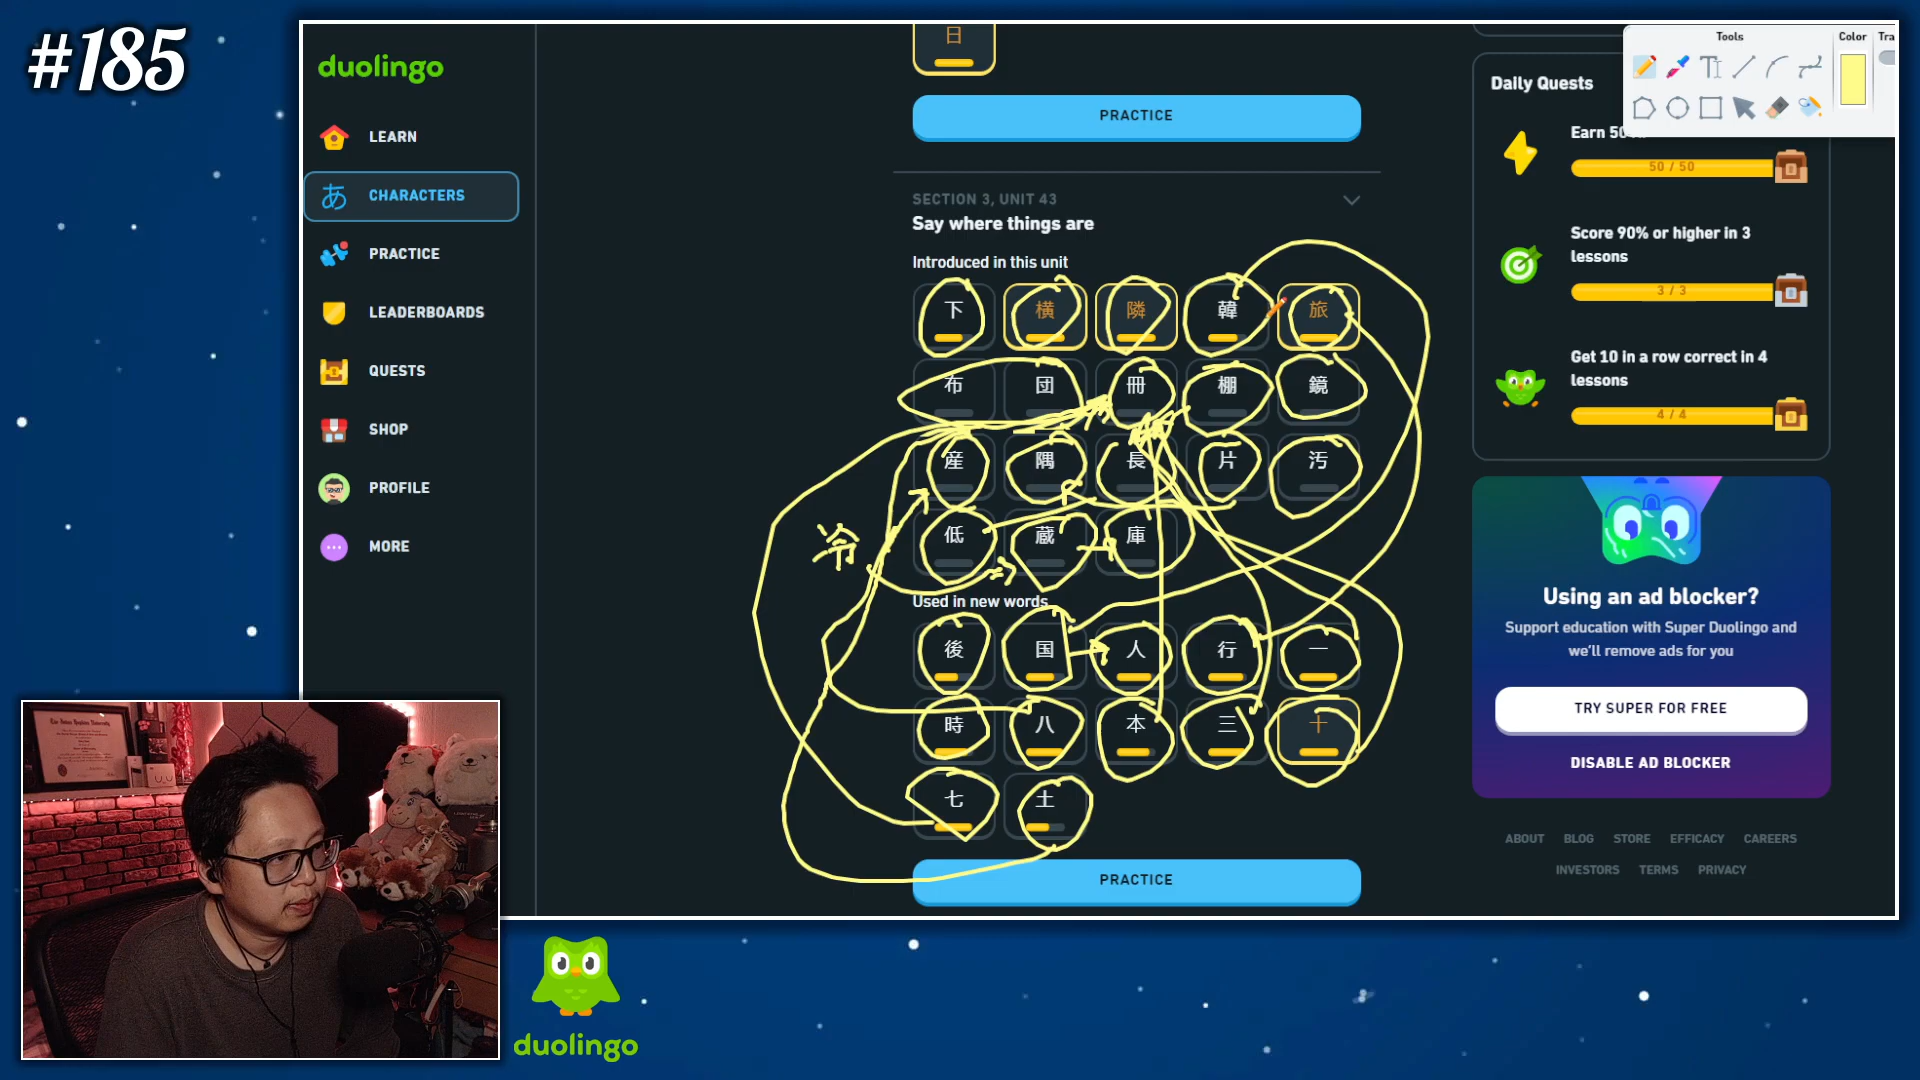 #185
duolingo
LEARN
あ CHARACTERS
PRACTICE
LEADERBOARDS
QUESTS
SHOP
PROFILE
MORE
日
PRACTICE
SECTION 3, UNIT 43
Say where things are
Introduced in this unit
下 横 隣 韓 旅
布 団 冊 棚 鏡
産 隅 長 片 汚
冷
低 蔵 庫
Used in new words
後 国 人 行 一
時 八 本 三 十
七 土
PRACTICE
Tools Color Tra
Daily Quests
Earn 50
50 / 50
Score 90% or higher in 3
lessons
3 / 3
Get 10 in a row correct in 4
lessons
4 / 4
Using an ad blocker?
Support education with Super Duolingo and
we'll remove ads for you
TRY SUPER FOR FREE
DISABLE AD BLOCKER
ABOUT BLOG STORE EFFICACY CAREERS
INVESTORS TERMS PRIVACY
duolingo